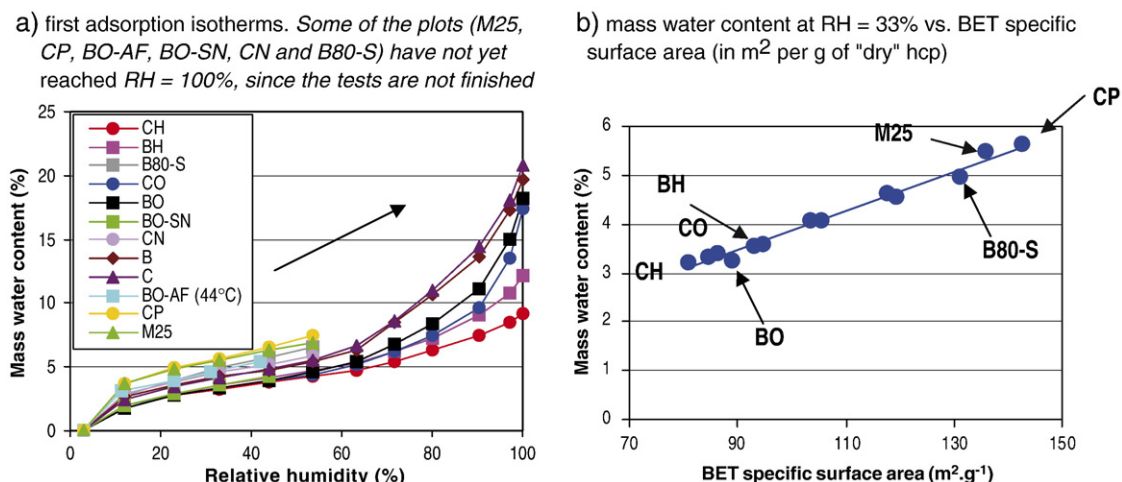 a) first adsorption isotherms. Some of the plots (M25,
CP, BO-AF, BO-SN, CN and B80-S) have not yet
reached RH = 100%, since the tests are not finished
25
20
15
10
5
0
Mass water content (%)
CH
BH
B80-S
CO
BO
BO-SN
CN
B
C
BO-AF (44°C)
CP
M25
0 20 40 60 80 100
Relative humidity (%)
b) mass water content at RH = 33% vs. BET specific
surface area (in m² per g of "dry" hcp)
6
5
4
3
2
1
0
Mass water content (%)
CP
M25
BH
CO
B80-S
CH
BO
70 90 110 130 150
BET specific surface area (m².g⁻¹)